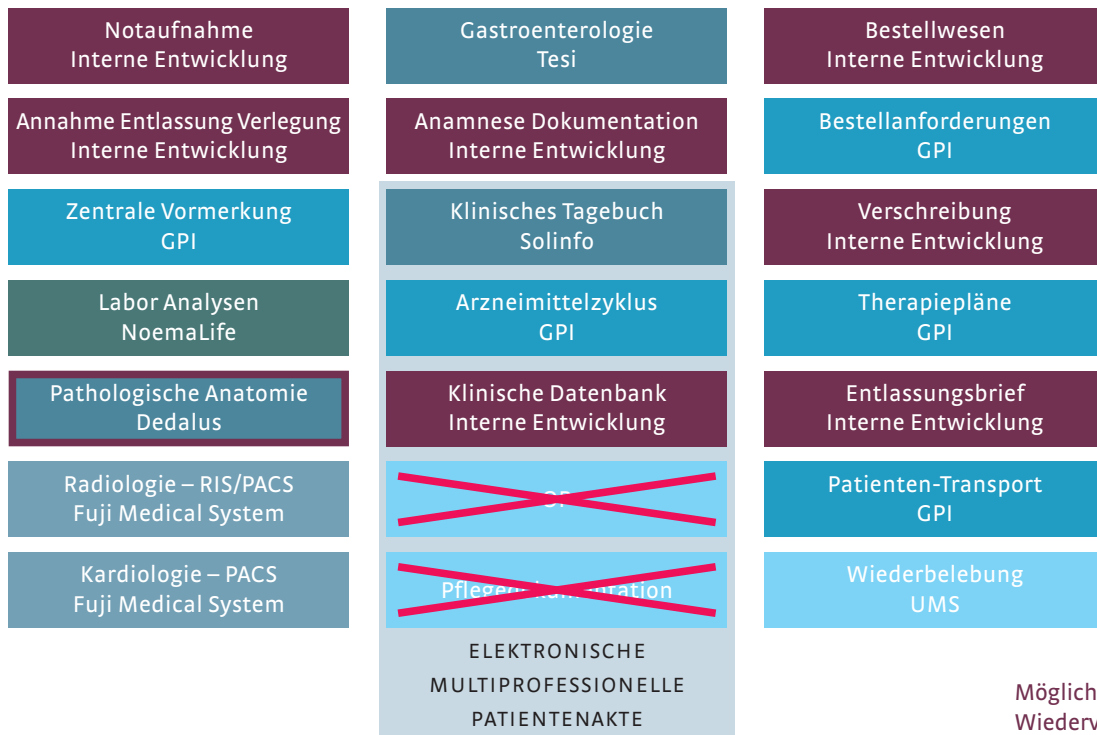 Notaufnahme
Interne Entwicklung
Annahme Entlassung Verlegung
Interne Entwicklung
Zentrale Vormerkung
GPI
Labor Analysen
NoemaLife
Pathologische Anatomie
Dedalus
Radiologie – RIS/PACS
Fuji Medical System
Kardiologie – PACS
Fuji Medical System
Gastroenterologie
Tesi
Anamnese Dokumentation
Interne Entwicklung
Klinisches Tagebuch
Solinfo
Arzneimittelzyklus
GPI
Klinische Datenbank
Interne Entwicklung
Pflegedokumentation
ELEKTRONISCHE
MULTIPROFESSIONELLE
PATIENTENAKTE
Bestellwesen
Interne Entwicklung
Bestellanforderungen
GPI
Verschreibung
Interne Entwicklung
Therapiepläne
GPI
Entlassungsbrief
Interne Entwicklung
Patienten-Transport
GPI
Wiederbelebung
UMS
Möglich
Wiederv